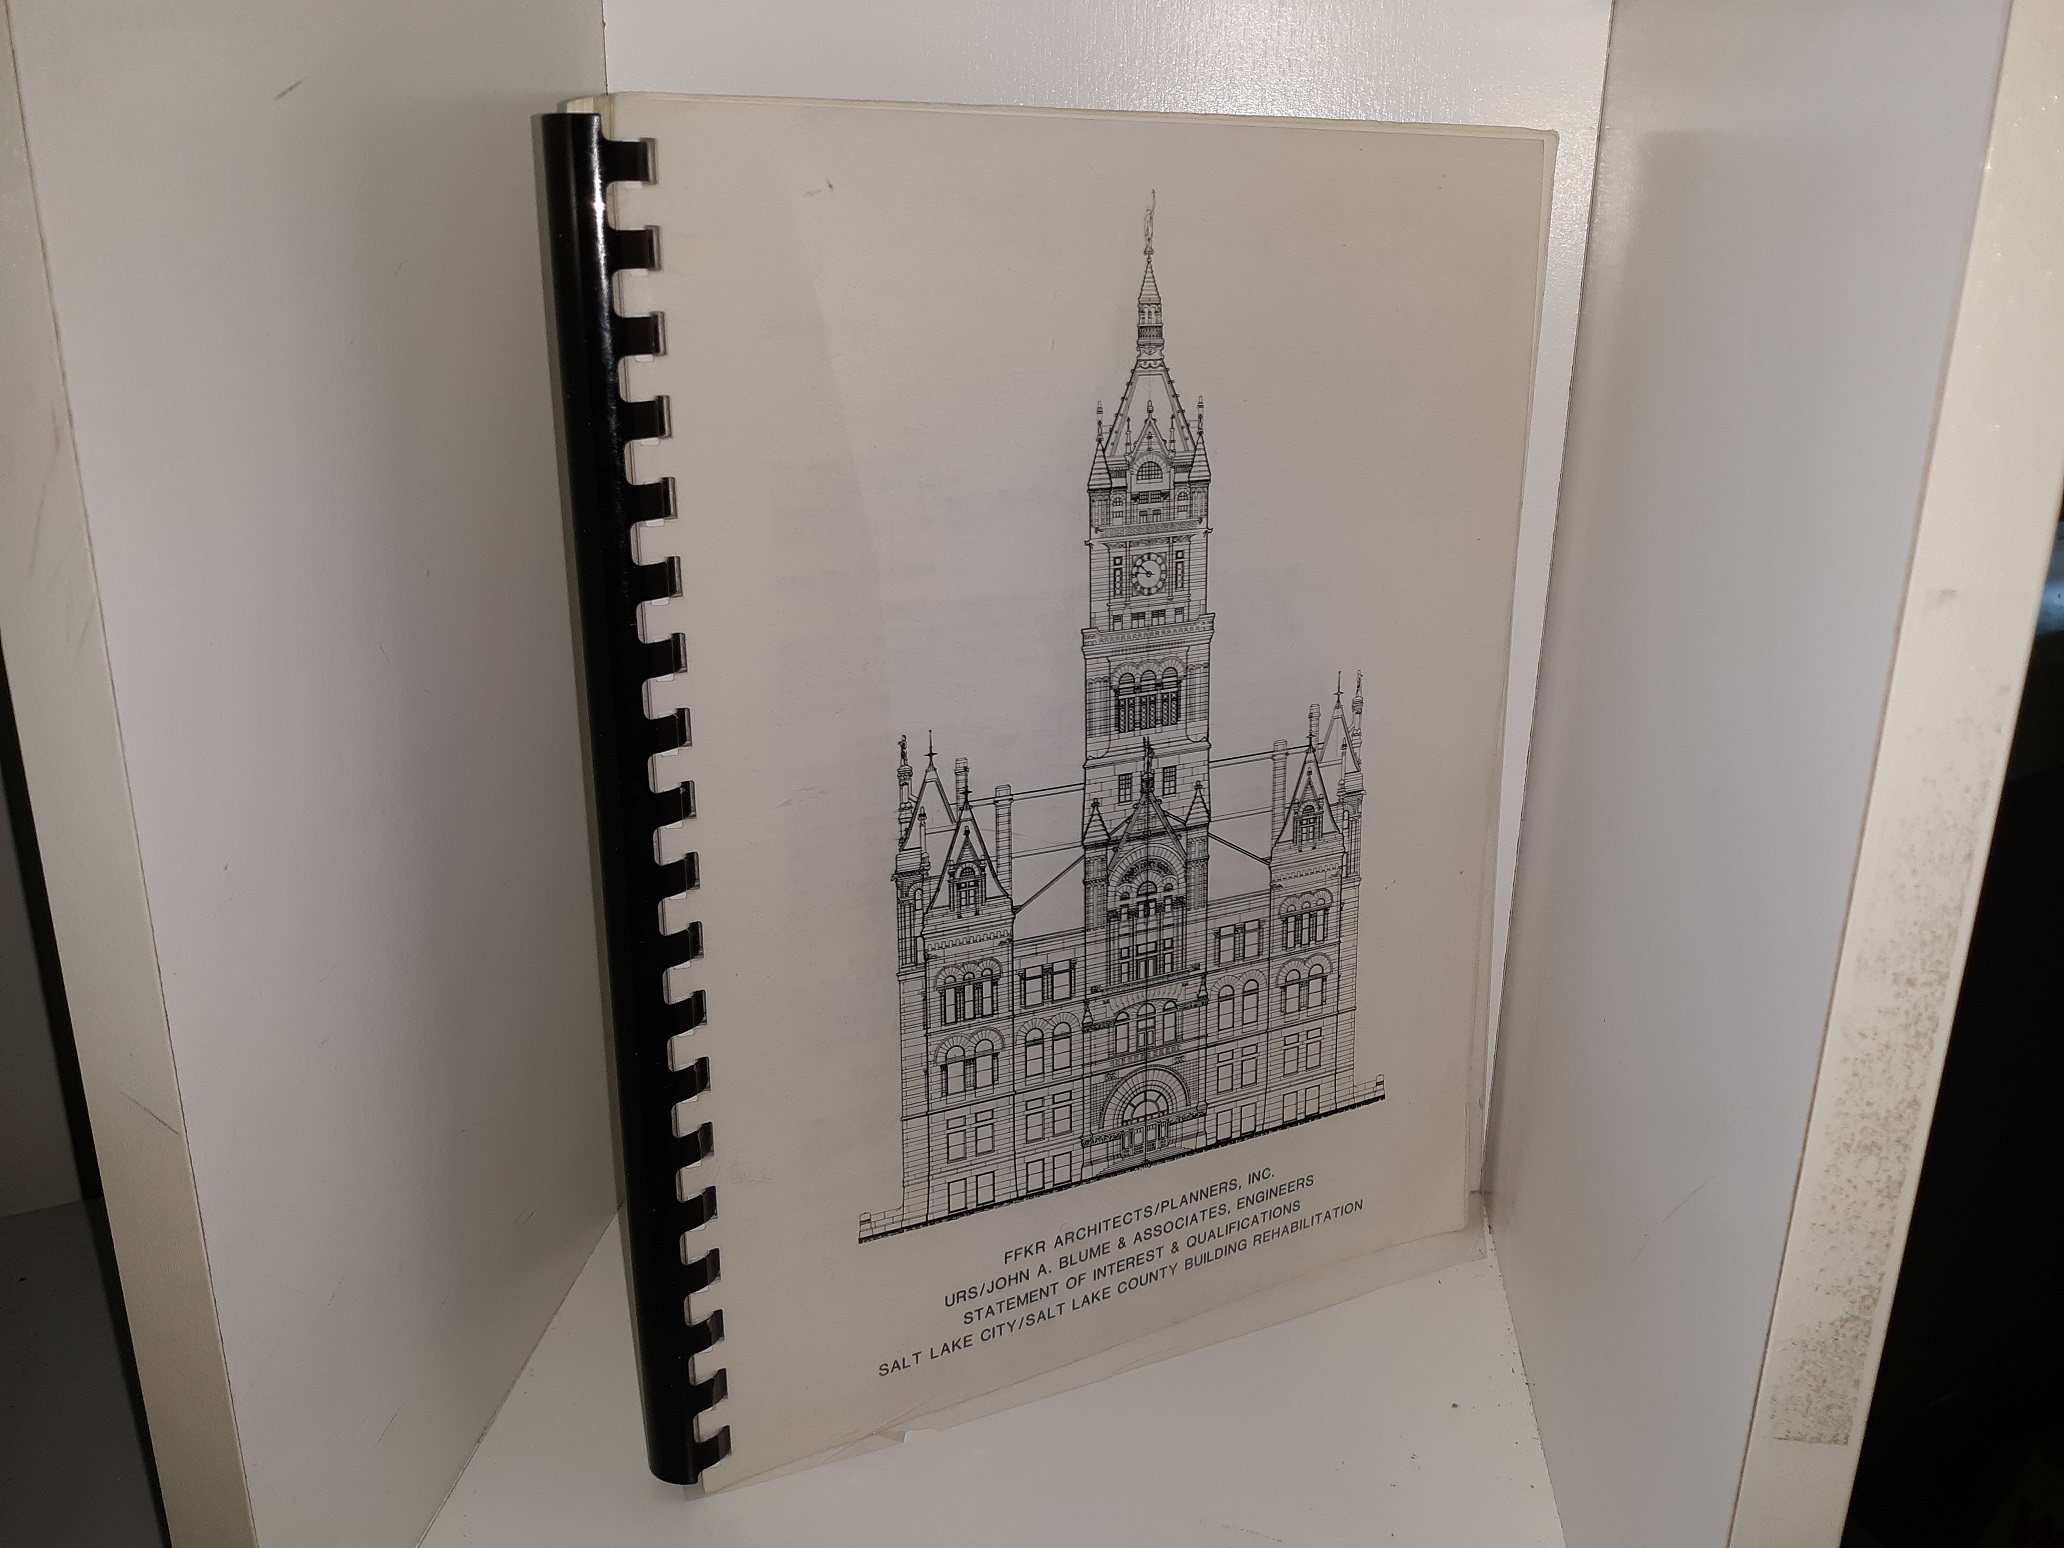 FFKR ARCHITECTS/PLANNERS, INC.
URS/JOHN A. BLUME & ASSOCIATES, ENGINEERS
STATEMENT OF INTEREST & QUALIFICATIONS
SALT LAKE CITY/SALT LAKE COUNTY BUILDING REHABILITATION